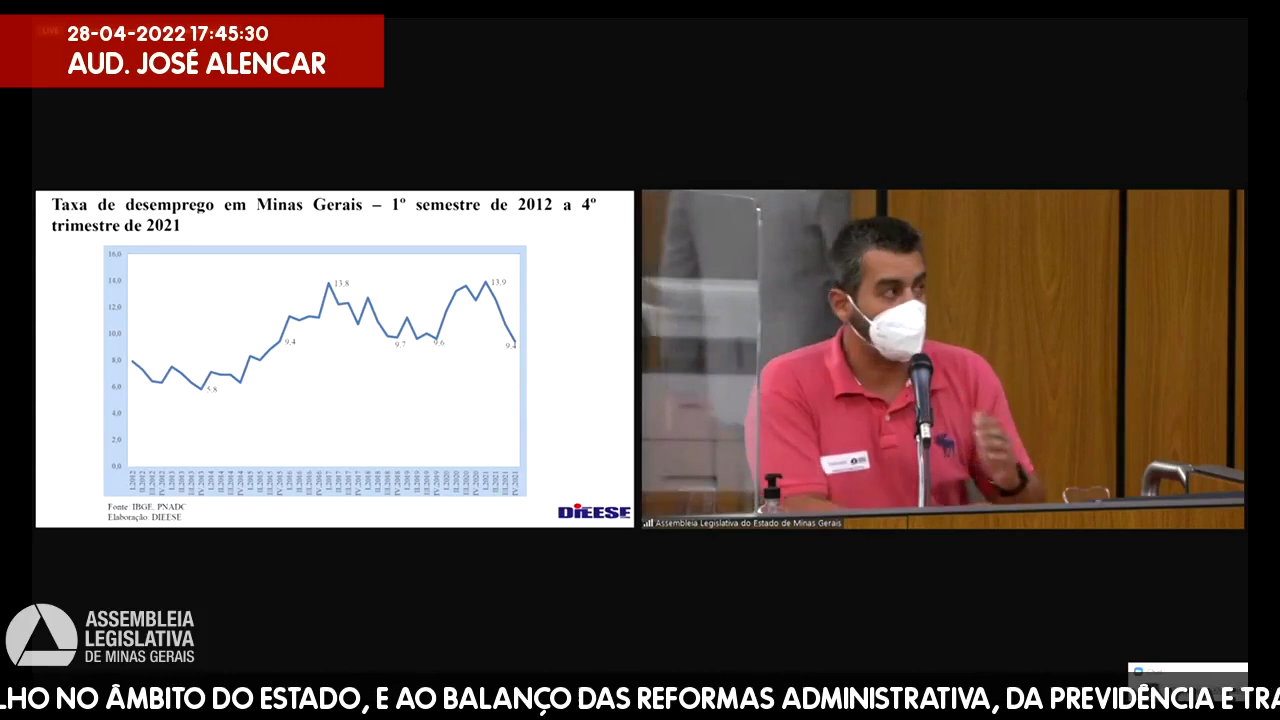 LIVE
28-04-2022 17:45:30
AUD. JOSÉ ALENCAR
Taxa de desemprego em Minas Gerais – 1º semestre de 2012 a 4º
trimestre de 2021
16,0
14,0
12,0
10,0
8,0
6,0
4,0
2,0
0,0
5,8
9,4
13,8
9,7
9,6
13,9
9,4
Fonte: IBGE. PNADC
Elaboração: DIEESE
DIEESE
Assembleia Legislativa do Estado de Minas Gerais
ASSEMBLEIA
LEGISLATIVA
DE MINAS GERAIS
LHO NO ÂMBITO DO ESTADO, E AO BALANÇO DAS REFORMAS ADMINISTRATIVA, DA PREVIDÊNCIA E TRA